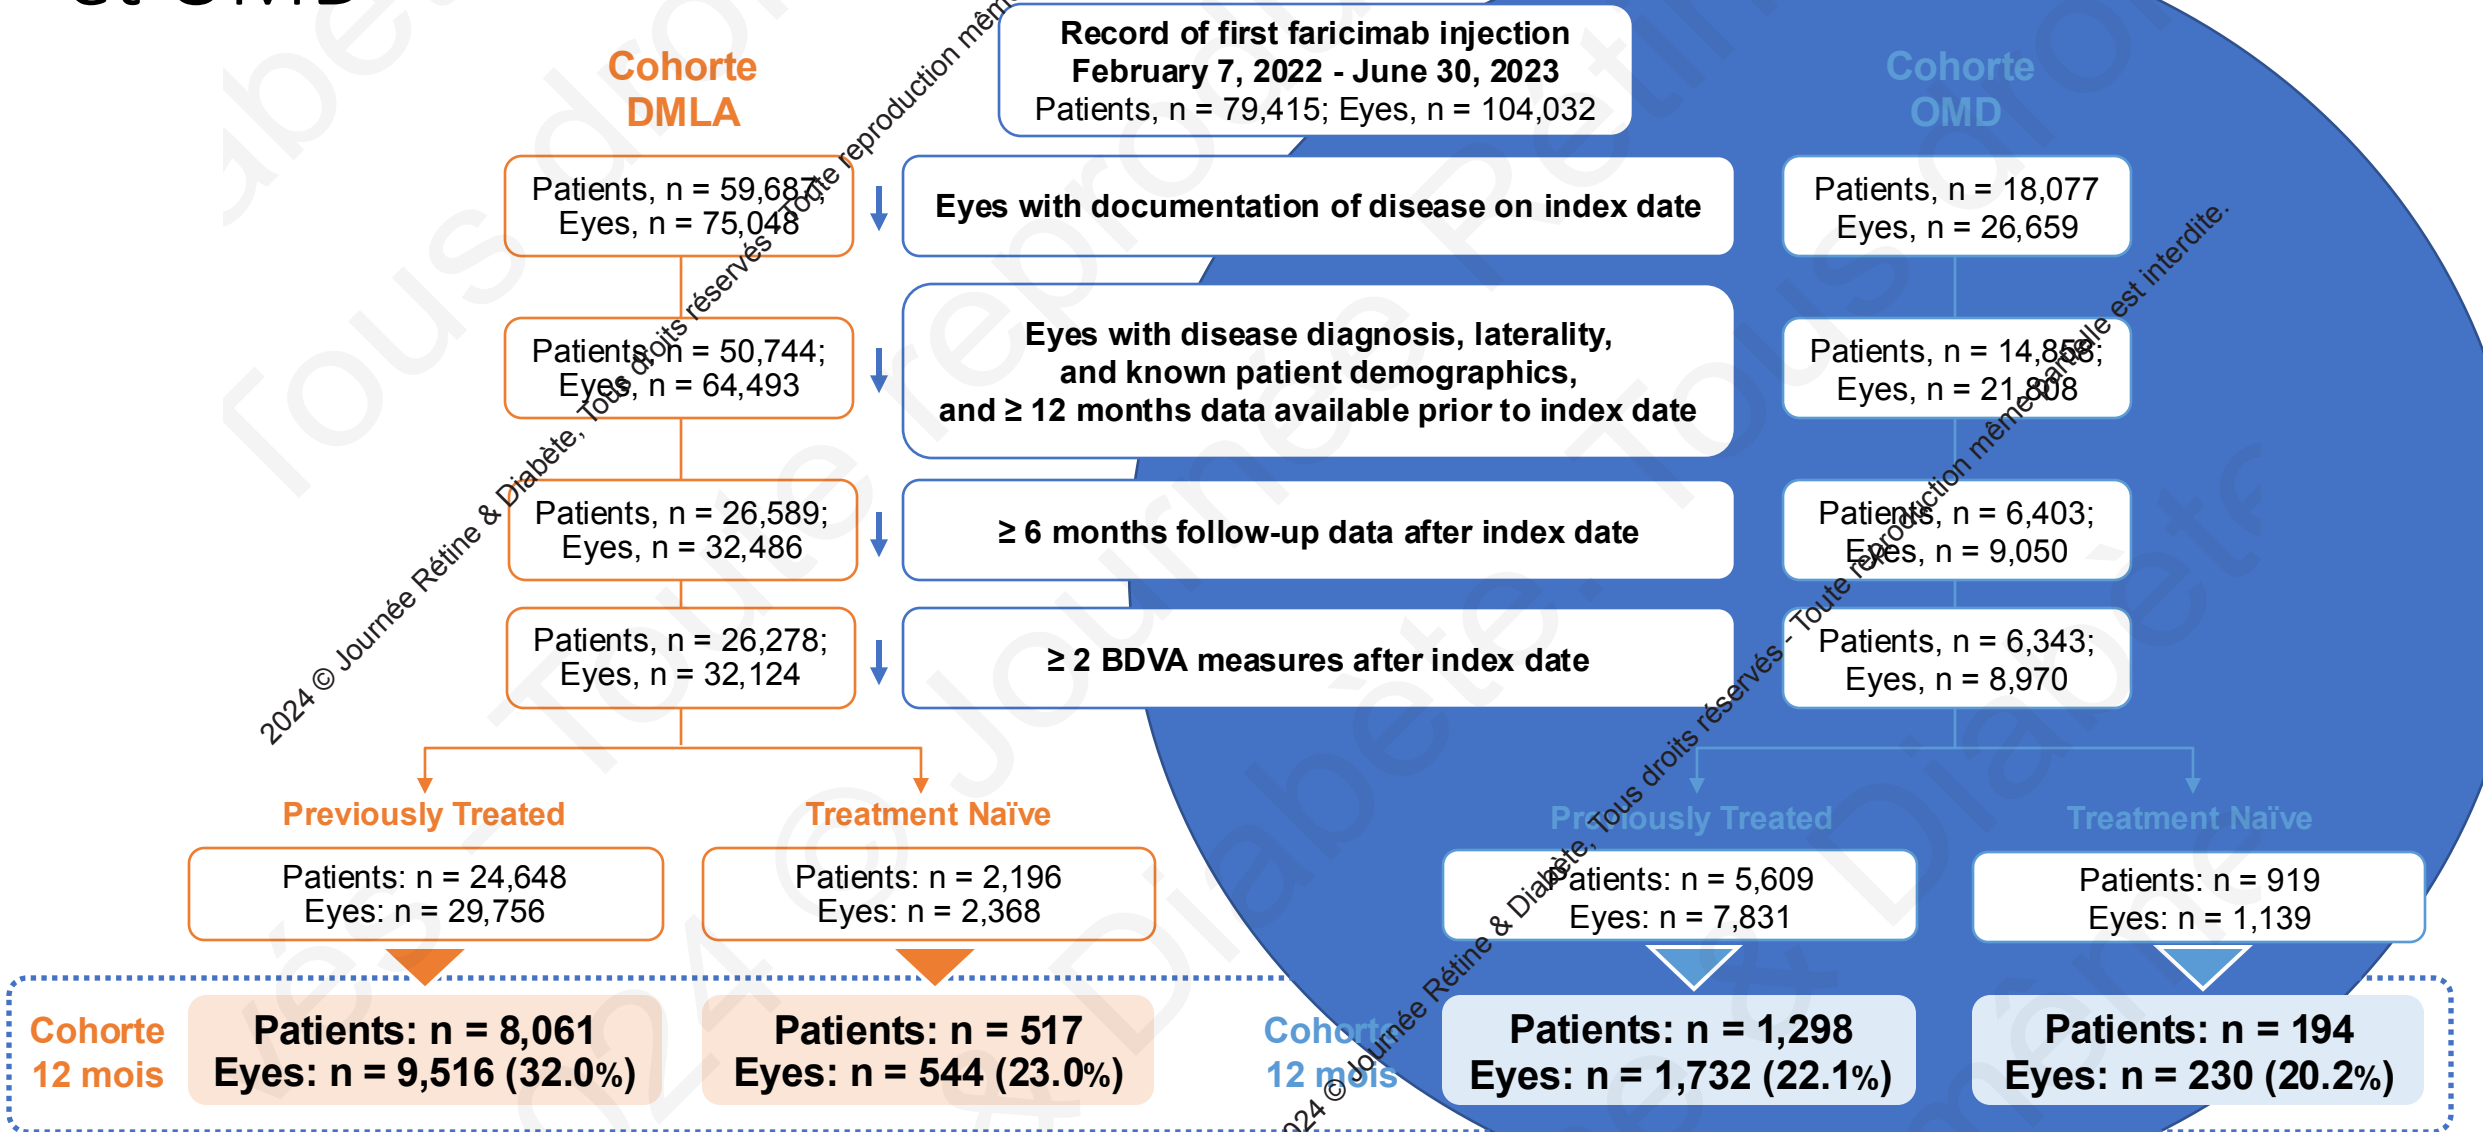 et OMD
Record of first faricimab injection
February 7, 2022 - June 30, 2023
Patients, n = 79,415; Eyes, n = 104,032
Cohorte
DMLA
Cohorte
OMD
Patients, n = 59,687;
Eyes, n = 75,048
Eyes with documentation of disease on index date
Patients, n = 18,077
Eyes, n = 26,659
Patients, n = 50,744;
Eyes, n = 64,493
Eyes with disease diagnosis, laterality,
and known patient demographics,
and ≥ 12 months data available prior to index date
Patients, n = 14,858;
Eyes, n = 21,808
Patients, n = 26,589;
Eyes, n = 32,486
≥ 6 months follow-up data after index date
Patients, n = 6,403;
Eyes, n = 9,050
Patients, n = 26,278;
Eyes, n = 32,124
≥ 2 BDVA measures after index date
Patients, n = 6,343;
Eyes, n = 8,970
Previously Treated
Treatment Naïve
Previously Treated
Treatment Naïve
Patients: n = 24,648
Eyes: n = 29,756
Patients: n = 2,196
Eyes: n = 2,368
Patients: n = 5,609
Eyes: n = 7,831
Patients: n = 919
Eyes: n = 1,139
Cohorte
12 mois
Patients: n = 8,061
Eyes: n = 9,516 (32.0%)
Patients: n = 517
Eyes: n = 544 (23.0%)
Cohorte
12 mois
Patients: n = 1,298
Eyes: n = 1,732 (22.1%)
Patients: n = 194
Eyes: n = 230 (20.2%)
2024 © Journée Rétine & Diabète, Tous droits réservés - Toute reproduction même
2024 © Journée Rétine & Diabète, Tous droits réservés - Toute reproduction même partielle est interdite.